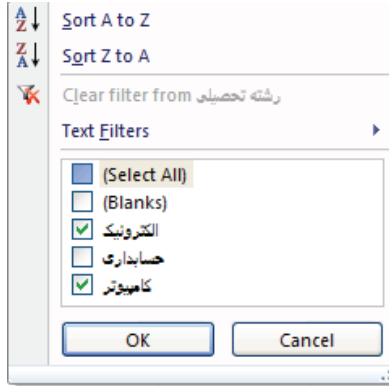 Sort A to Z
Sort Z to A
Clear filter from رشته تحصیلی
Text Filters
(Select All)
(Blanks)
الکترونیک
حسابداری
کامپیوتر
OK
Cancel